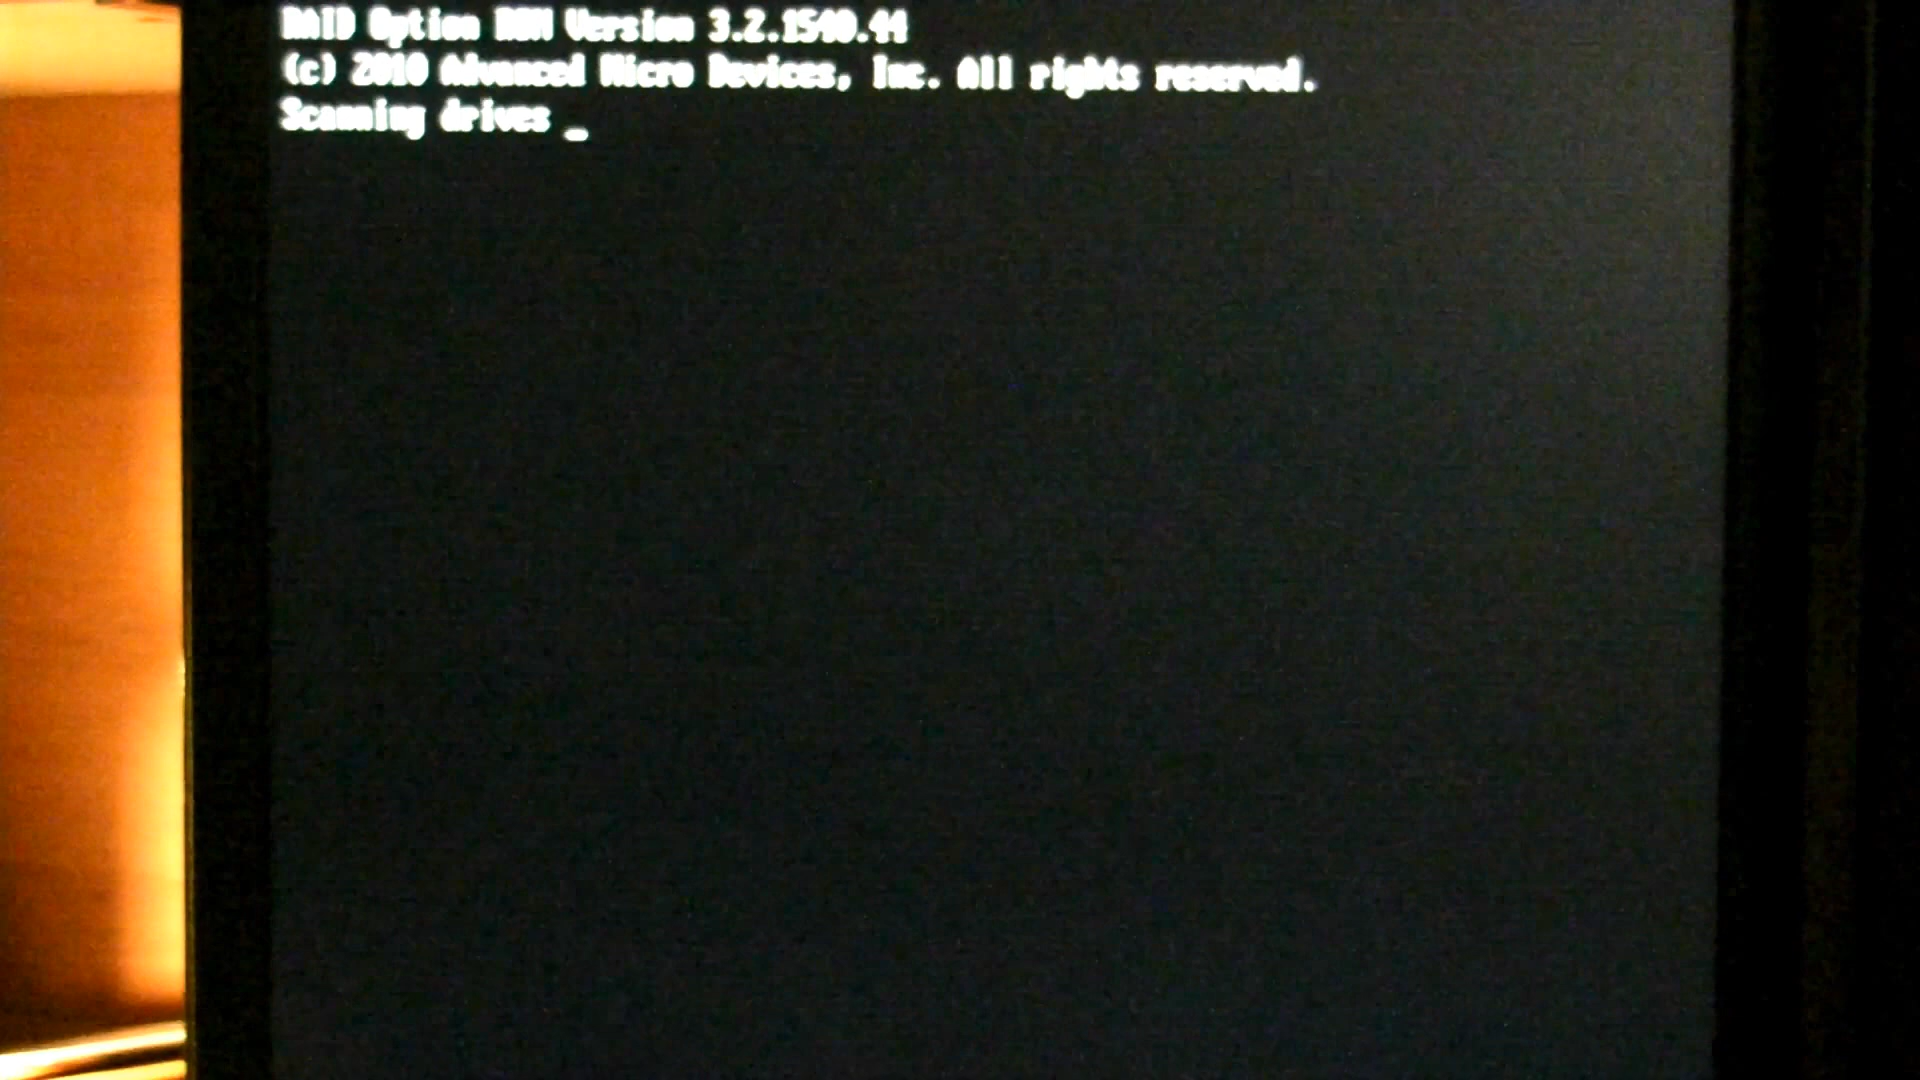 RAID Option ROM Version 3.2.1540.44
(c) 2010 Advanced Micro Devices, Inc. All rights reserved.
Scanning drives _